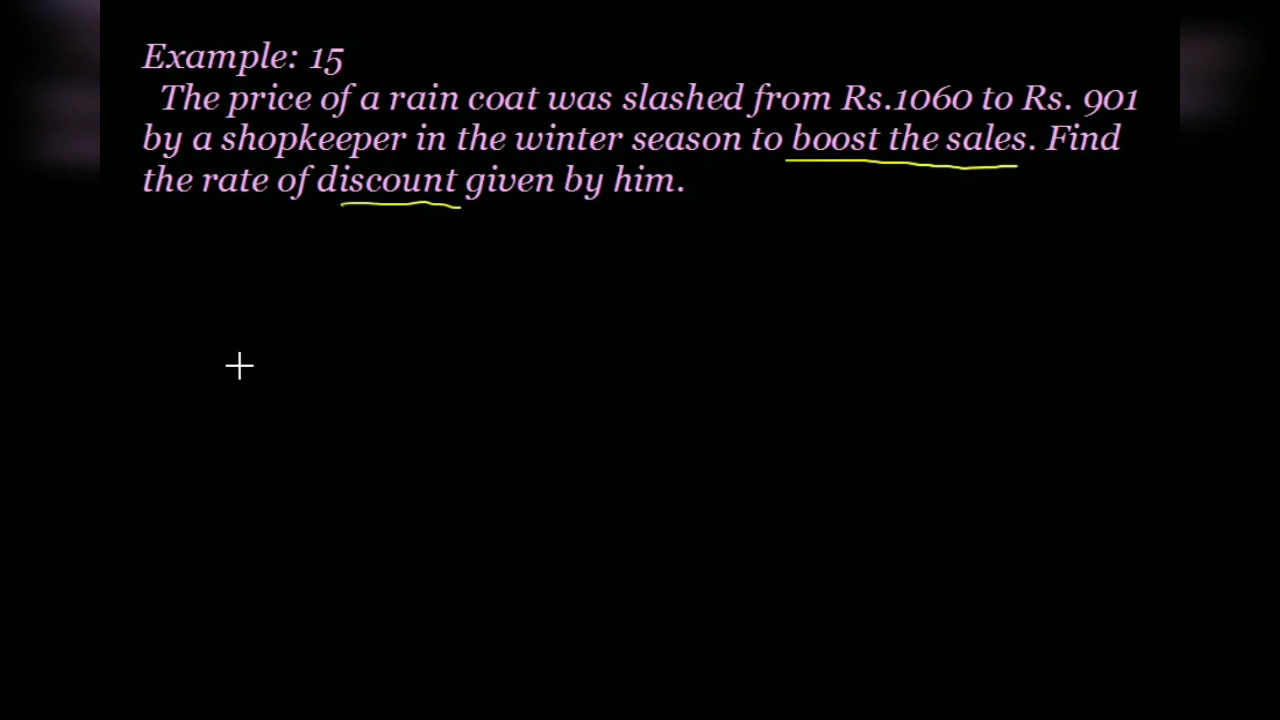 Example: 15
The price of a rain coat was slashed from Rs.1060 to Rs. 901
by a shopkeeper in the winter season to boost the sales. Find
the rate of discount given by him.